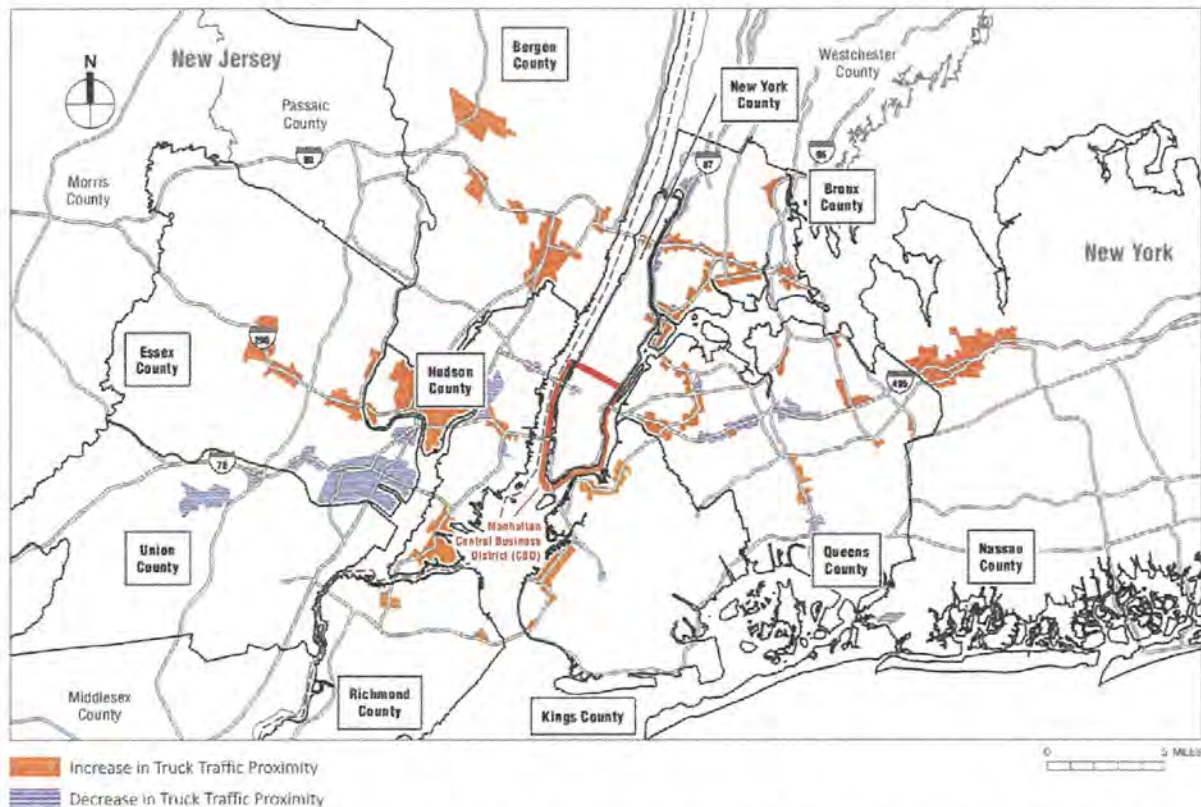 Bergen
County
New Jersey
Westchester
County
N
New York
County
Passaic
County
80
87
95
Morris
County
Bronx
County
New York
280
Essex
County
Hudson
County
495
78
Manhattan
Central Business
District (CBD)
Union
County
Queens
County
Nassau
County
Middlesex
County
Richmond
County
Kings County
0 5 MILES
Increase in Truck Traffic Proximity
Decrease in Truck Traffic Proximity